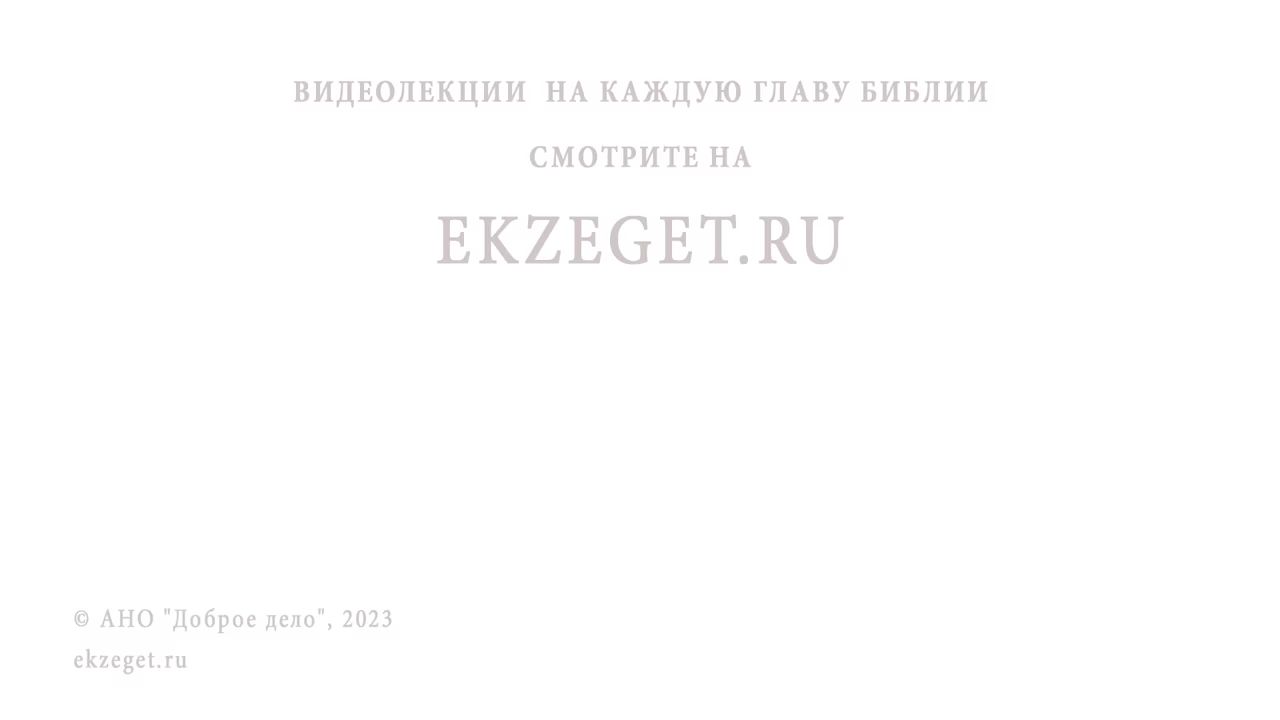 ВИДЕОЛЕКЦИИ НА КАЖДУЮ ГЛАВУ БИБЛИИ
СМОТРИТЕ НА
EKZEGET.RU
© АНО "Доброе дело", 2023
ekzeget.ru